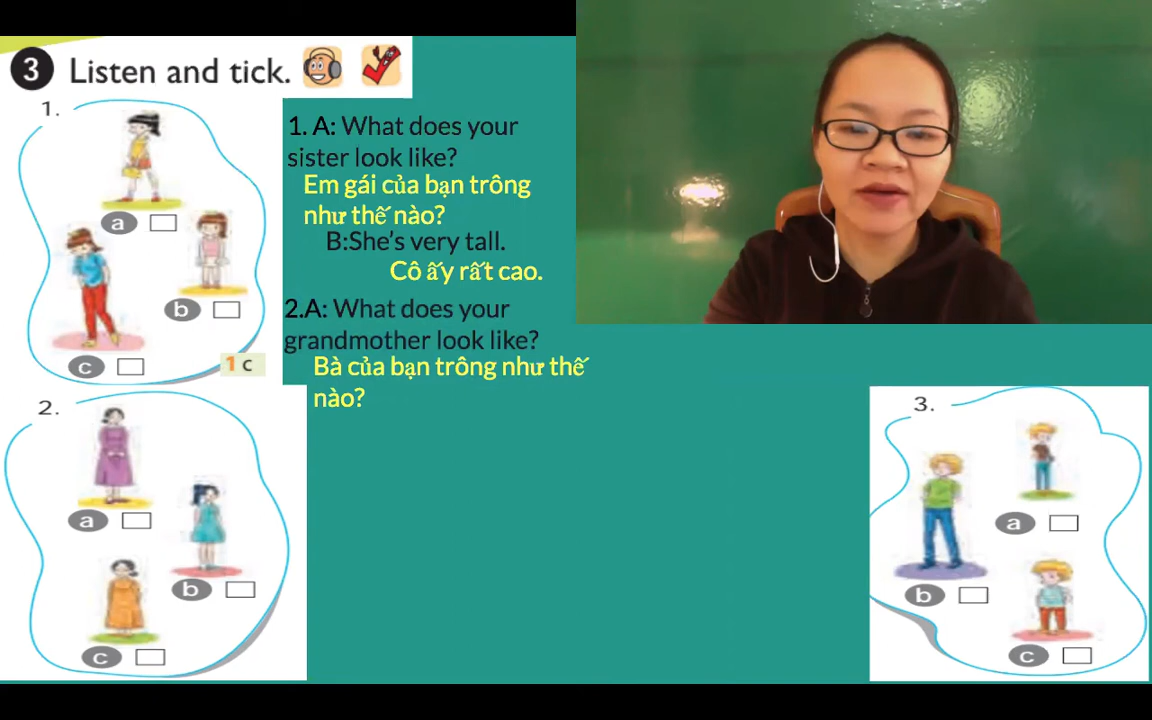 3 Listen and tick.
1.
a
b
c
1 c
1. A: What does your
sister look like?
Em gái của bạn trông
như thế nào?
B:She's very tall.
Cô ấy rất cao.
2.A: What does your
grandmother look like?
Bà của bạn trông như thế
nào?
2.
a
b
c
3.
a
b
c